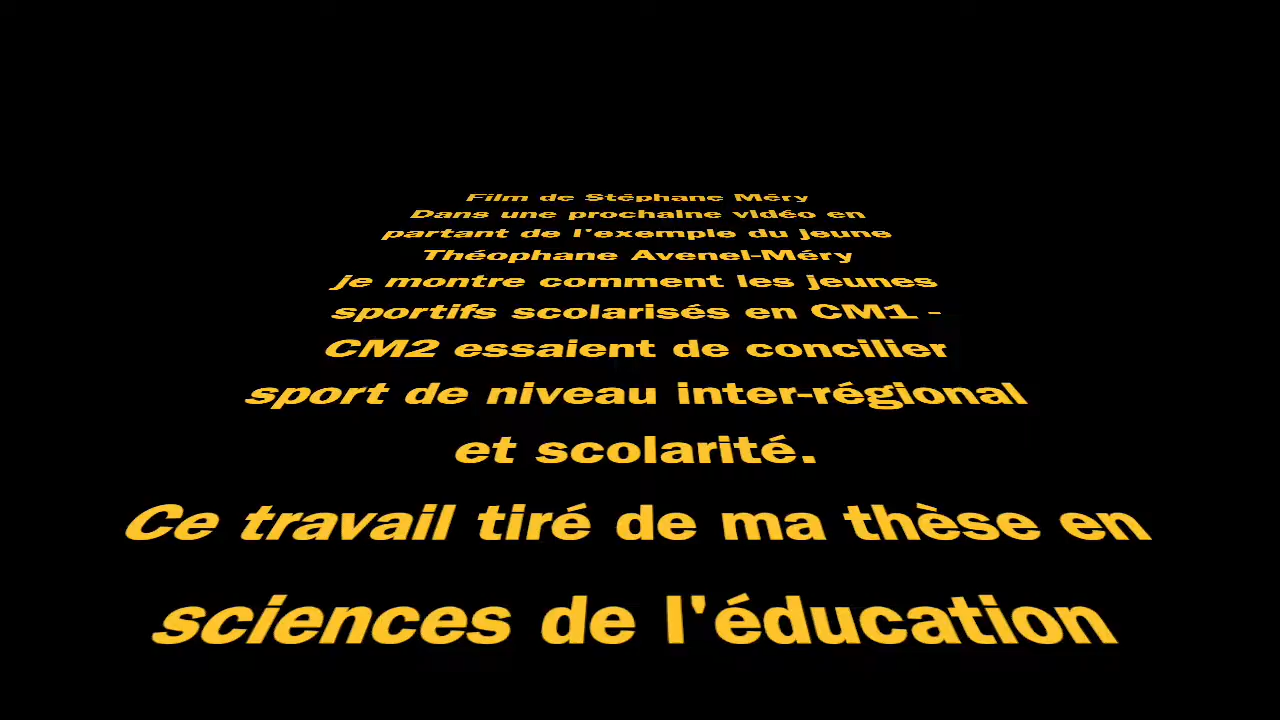 Film de Stéphane Méry
Dans une prochaine vidéo en
partant de l'exemple du jeune
Théophane Avenel-Méry
je montre comment les jeunes
sportifs scolarisés en CM1 -
CM2 essaient de concilier
sport de niveau inter-régional
et scolarité.
Ce travail tiré de ma thèse en
sciences de l'éducation